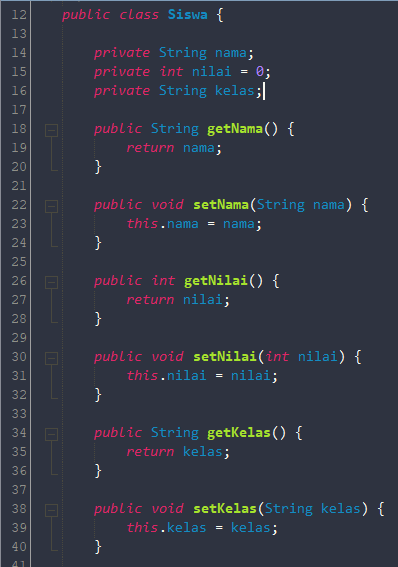 12 public class Siswa {
13
14 private String nama;
15 private int nilai = 0;
16 private String kelas;
17
18 public String getNama() {
19 return nama;
20 }
21
22 public void setNama(String nama) {
23 this.nama = nama;
24 }
25
26 public int getNilai() {
27 return nilai;
28 }
29
30 public void setNilai(int nilai) {
31 this.nilai = nilai;
32 }
33
34 public String getKelas() {
35 return kelas;
36 }
37
38 public void setKelas(String kelas) {
39 this.kelas = kelas;
40 }
41